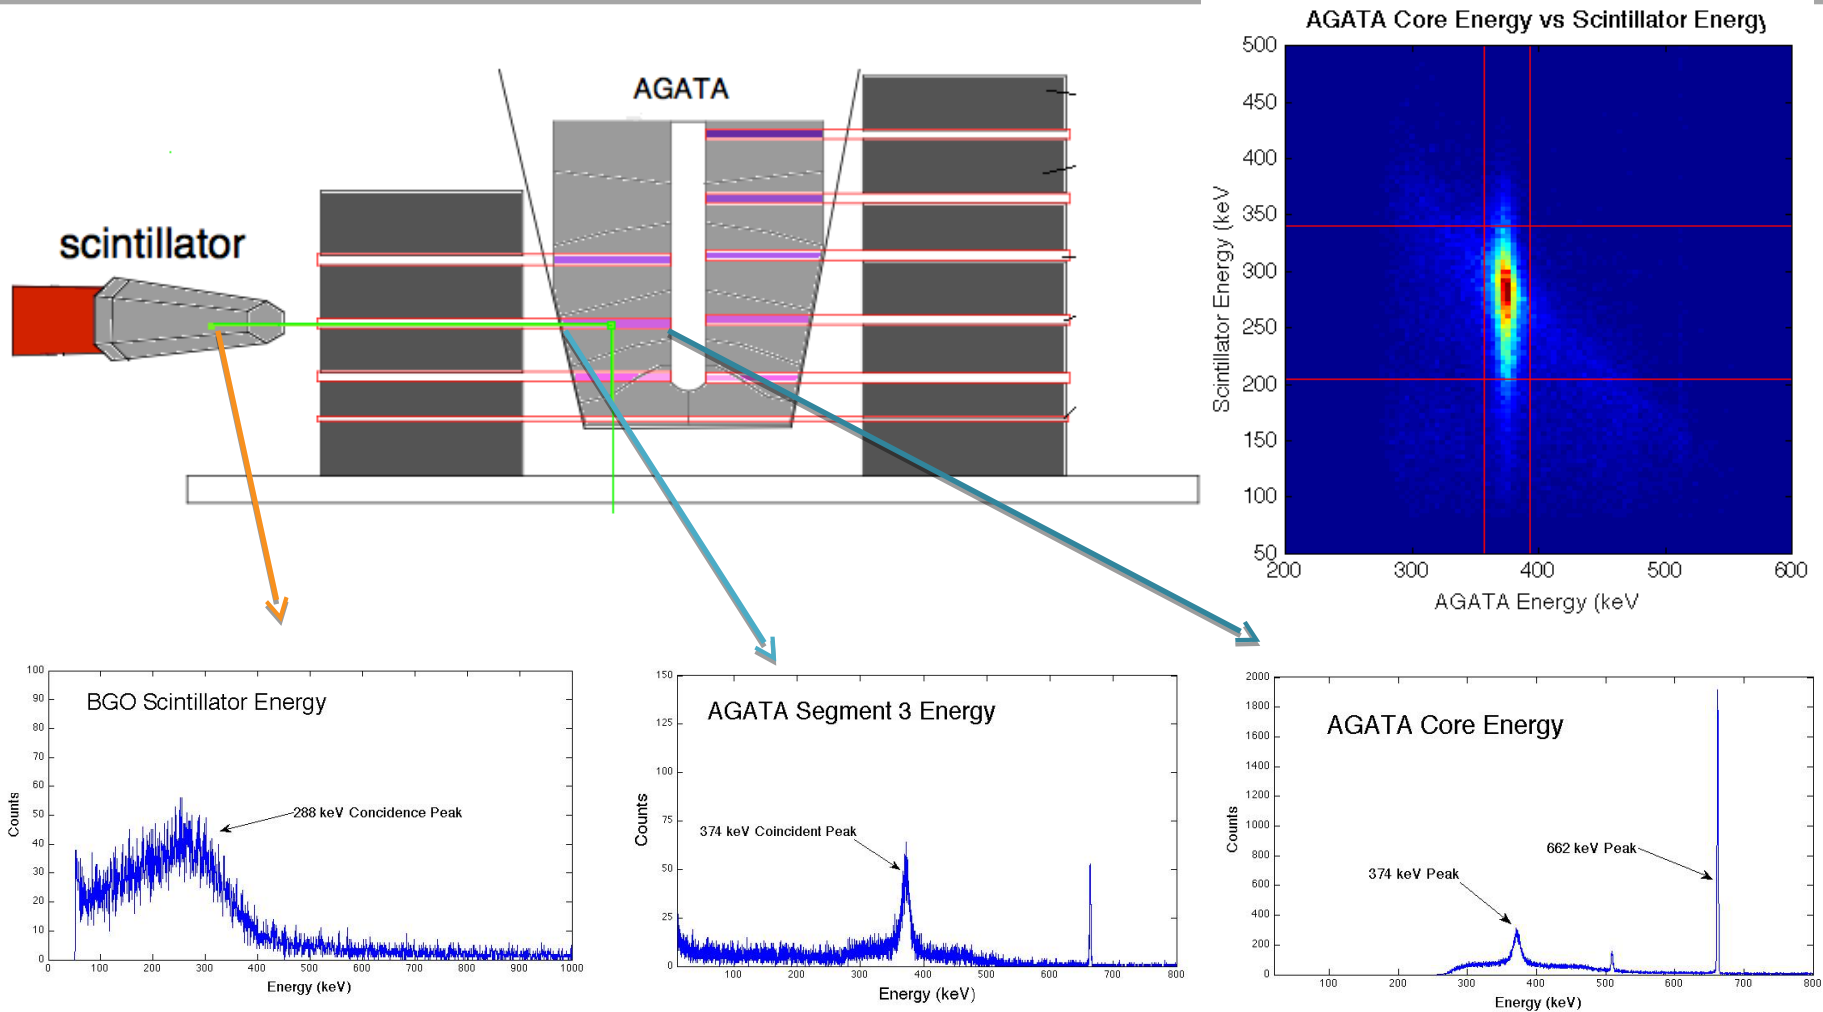 AGATA Core Energy vs Scintillator Energy
AGATA
scintillator
500
450
400
350
300
250
200
150
100
50
Scintillator Energy (keV
200 300 400 500 600
AGATA Energy (keV
BGO Scintillator Energy
288 keV Concidence Peak
100
90
80
70
60
50
40
30
20
10
0
Counts
0 100 200 300 400 500 600 700 800 900 1000
Energy (keV)
AGATA Segment 3 Energy
374 keV Coincident Peak
150
125
100
75
50
25
0
Counts
100 200 300 400 500 600 700 800
Energy (keV)
AGATA Core Energy
662 keV Peak
374 keV Peak
2000
1800
1600
1400
1200
1000
800
600
400
200
0
Counts
100 200 300 400 500 600 700 800
Energy (keV)